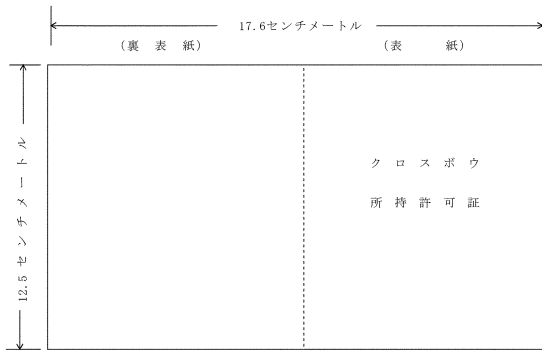 17.6センチメートル
（裏 表 紙） （表 紙）
12.5 センチメートル
クロスボウ
所持許可証